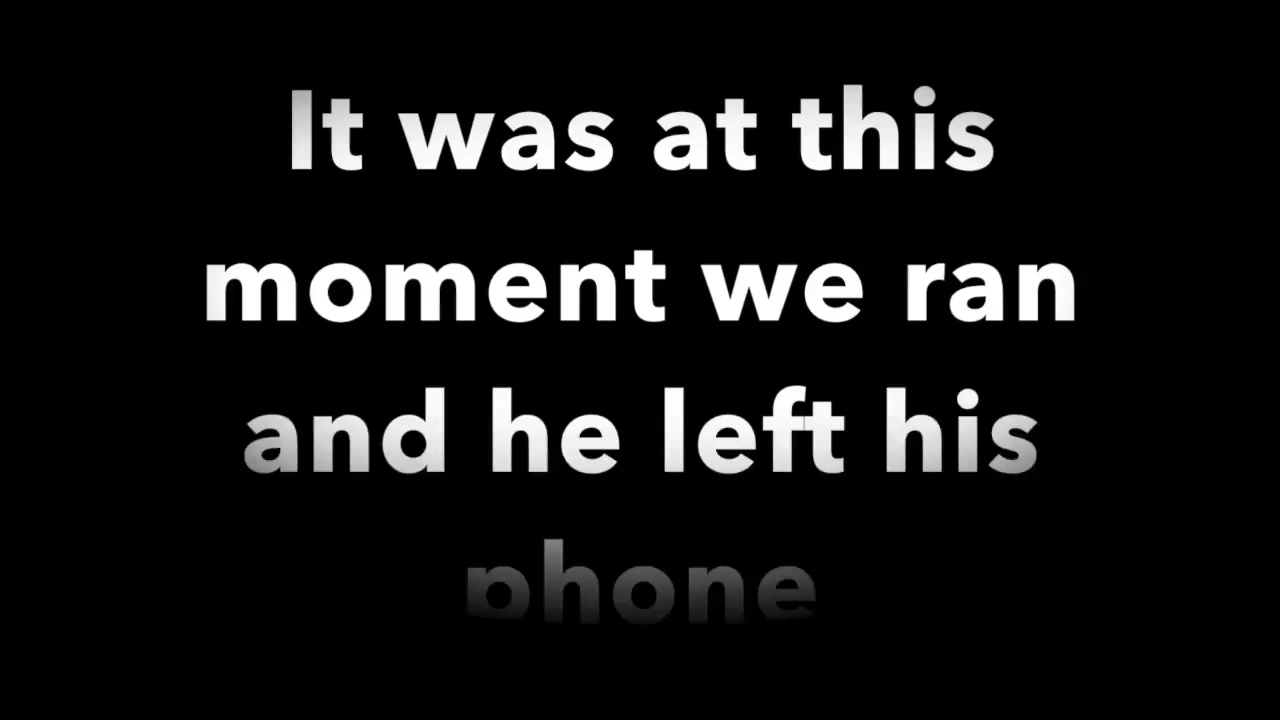 It was at this
moment we ran
and he left his
phone